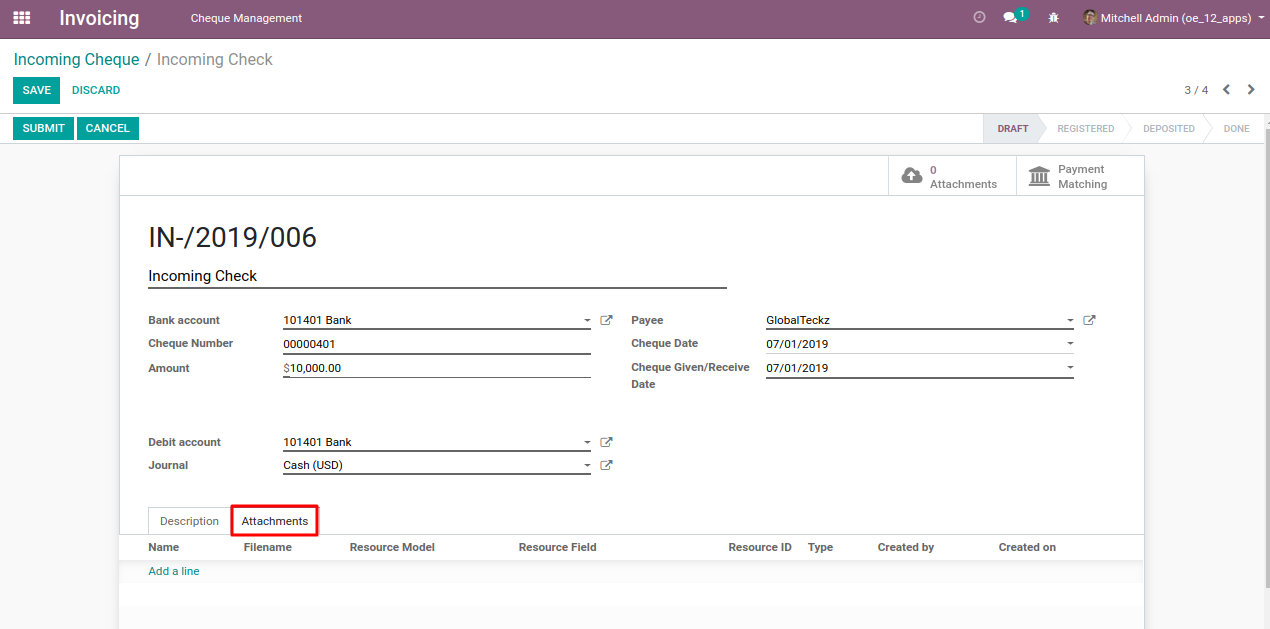 Invoicing Cheque Management 1 Mitchell Admin (oe_12_apps)
Incoming Cheque / Incoming Check
SAVE DISCARD 3 / 4
SUBMIT CANCEL DRAFT REGISTERED DEPOSITED DONE
0 Attachments
Payment Matching
IN-/2019/006
Incoming Check
Bank account 101401 Bank Payee GlobalTeckz
Cheque Number 00000401 Cheque Date 07/01/2019
Amount $10,000.00 Cheque Given/Receive Date 07/01/2019
Debit account 101401 Bank
Journal Cash (USD)
Description Attachments
Name Filename Resource Model Resource Field Resource ID Type Created by Created on
Add a line